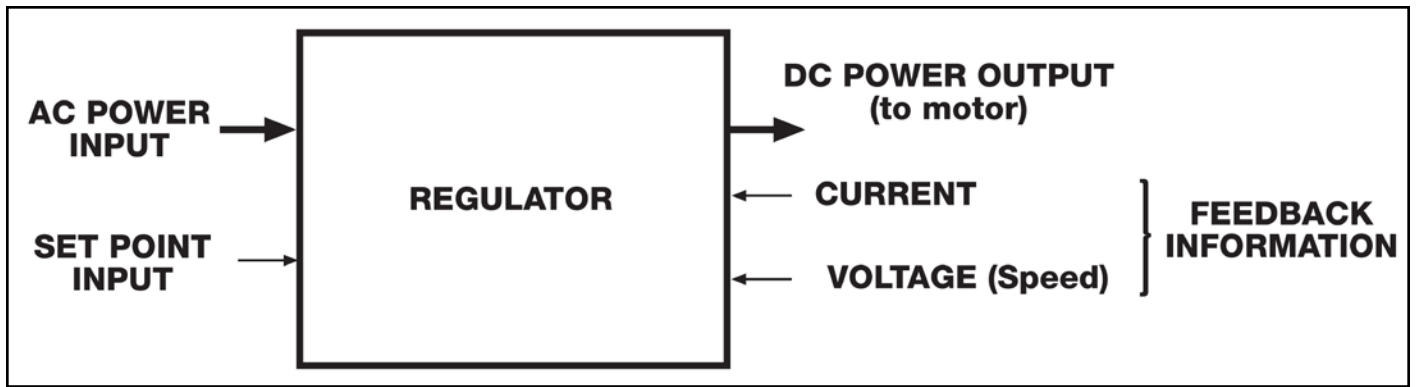 AC POWER
INPUT
SET POINT
INPUT
REGULATOR
DC POWER OUTPUT
(to motor)
CURRENT
VOLTAGE (Speed)
FEEDBACK
INFORMATION